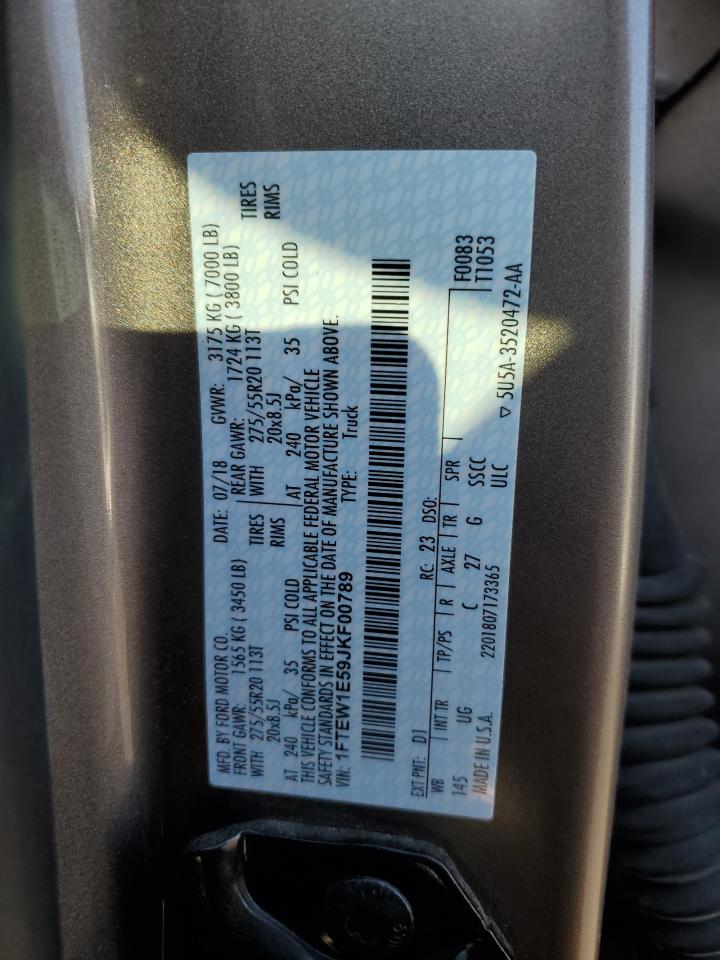 MFD. BY FORD MOTOR CO. DATE: 07/18 GVWR: 3175 KG ( 7000 LB)
FRONT GAWR: 1565 KG ( 3450 LB) REAR GAWR: 1724 KG ( 3800 LB)
WITH 275/55R20 113T TIRES WITH 275/55R20 113T TIRES
20x8.5J RIMS 20x8.5J RIMS
AT 240 kPa/ 35 PSI COLD AT 240 kPa/ 35 PSI COLD
THIS VEHICLE CONFORMS TO ALL APPLICABLE FEDERAL MOTOR VEHICLE
SAFETY STANDARDS IN EFFECT ON THE DATE OF MANUFACTURE SHOWN ABOVE.
VIN: 1FTEW1E59JKF00789 TYPE: Truck
EXT PNT: D1 RC: 23 DSO:
WB INT TR TP/PS R AXLE TR SPR F0083
145 UG C 27 G SSCC T1053
MADE IN U.S.A. 2201807173365 ULC ▽ 5U5A-3520472-AA